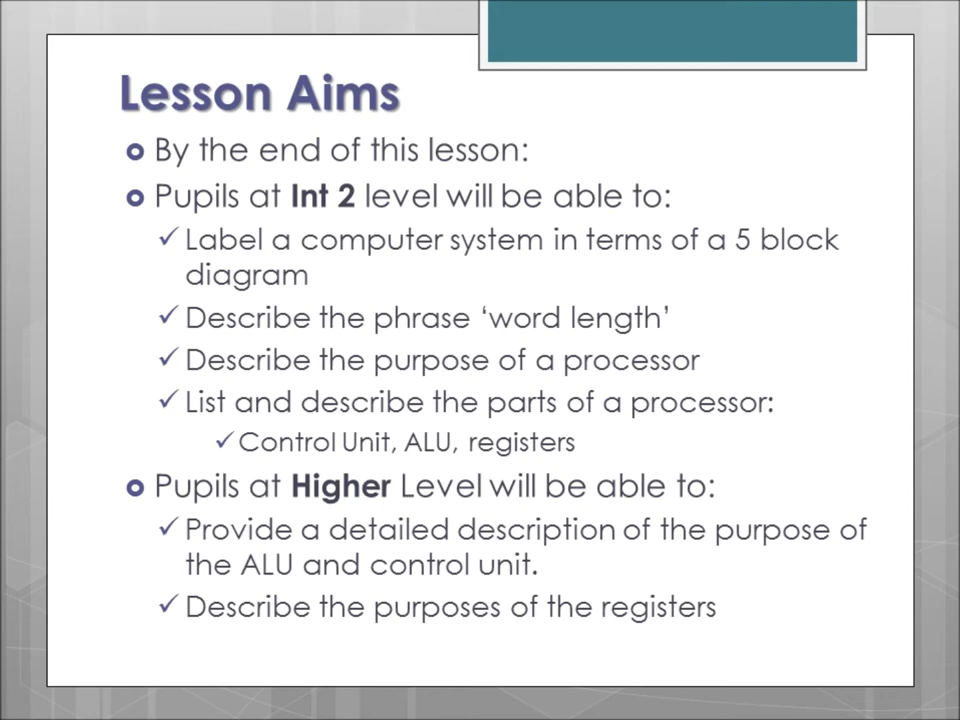 Lesson Aims
By the end of this lesson:
Pupils at Int 2 level will be able to:
Label a computer system in terms of a 5 block
diagram
Describe the phrase ‘word length’
Describe the purpose of a processor
List and describe the parts of a processor:
Control Unit, ALU, registers
Pupils at Higher Level will be able to:
Provide a detailed description of the purpose of
the ALU and control unit.
Describe the purposes of the registers